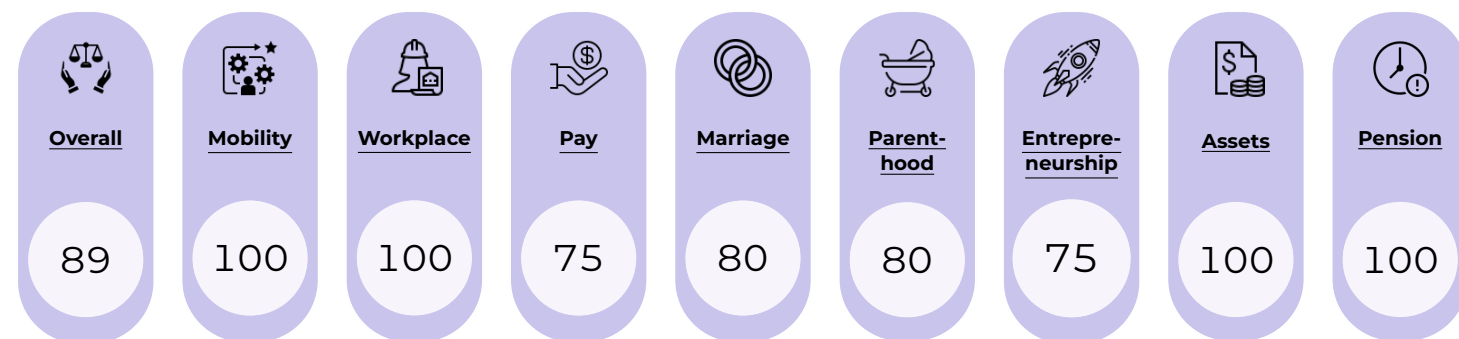 Overall
89
Mobility
100
Workplace
100
Pay
75
Marriage
80
Parent-
hood
80
Entrepre-
neurship
75
Assets
100
Pension
100